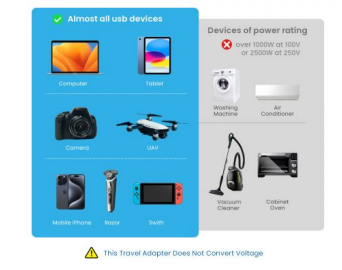 Almost all usb devices
Computer
Tablet
Camera
UAV
Mobile iPhone
Razor
Swith
Devices of power rating
over 1000W at 100V
or 2500W at 250V
Washing
Machine
Air
Conditioner
Vacuum
Cleaner
Cabinet
Oven
This Travel Adapter Does Not Convert Voltage